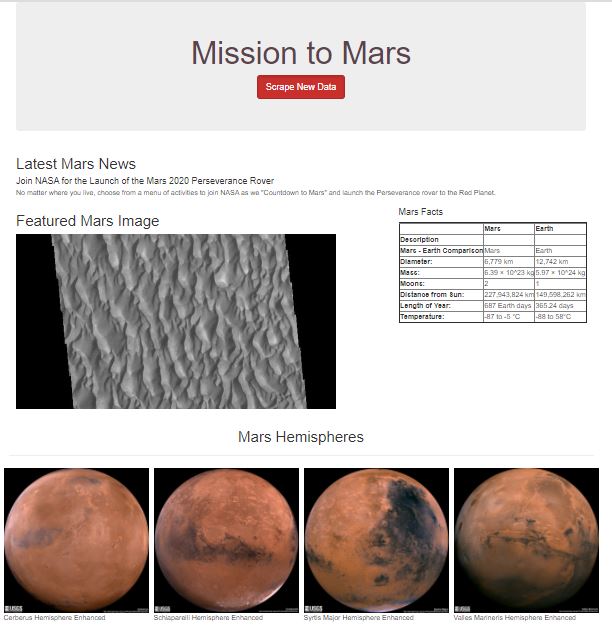 Mission to Mars
Scrape New Data
Latest Mars News
Join NASA for the Launch of the Mars 2020 Perseverance Rover
No matter where you live, choose from a menu of activities to join NASA as we "Countdown to Mars" and launch the Perseverance rover to the Red Planet.
Featured Mars Image
Mars Facts
Mars Earth
Description
Mars - Earth Comparison Mars Earth
Diameter: 6,779 km 12,742 km
Mass: 6.39 × 10^23 kg 5.97 × 10^24 kg
Moons: 2 1
Distance from Sun: 227,943,824 km 149,598,262 km
Length of Year: 687 Earth days 365.24 days
Temperature: -87 to -5 °C -88 to 58°C
Mars Hemispheres
USGS USGS USGS USGS
Cerberus Hemisphere Enhanced Schiaparelli Hemisphere Enhanced Syrtis Major Hemisphere Enhanced Valles Marineris Hemisphere Enhanced